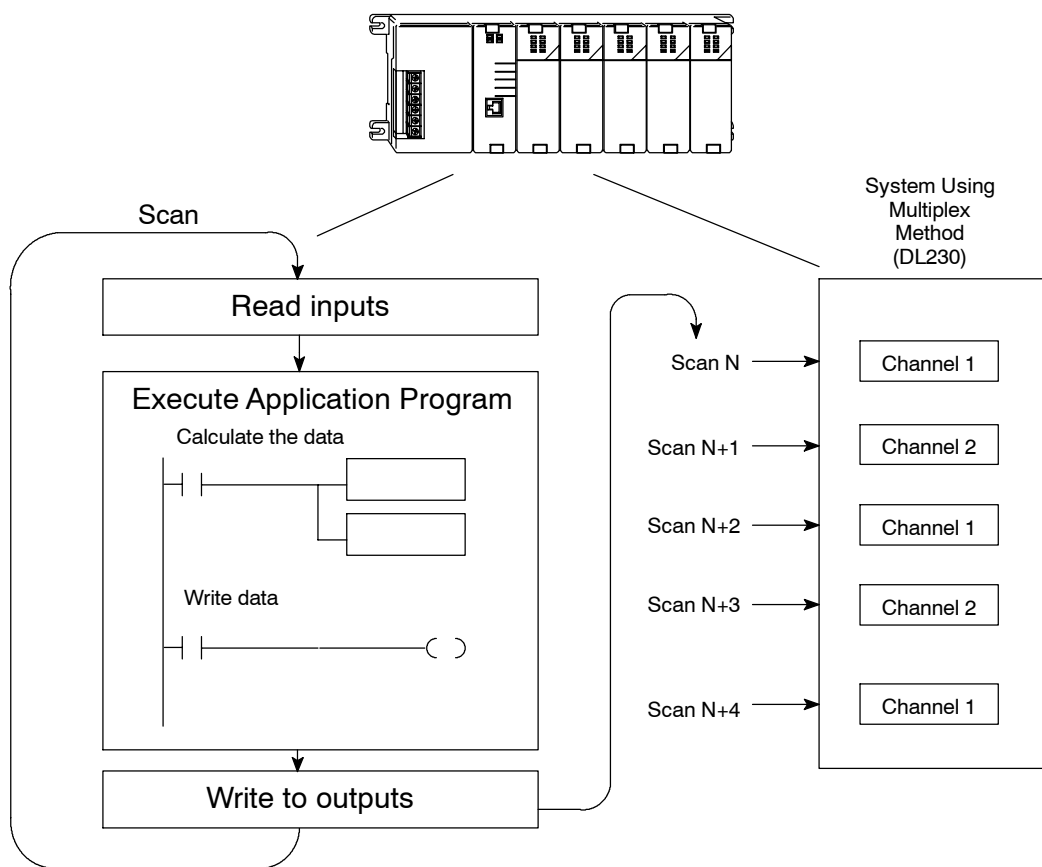 System Using
Multiplex
Method
(DL230)
Scan
Read inputs
Execute Application Program
Calculate the data
Write data
Write to outputs
Scan N
Channel 1
Scan N+1
Channel 2
Scan N+2
Channel 1
Scan N+3
Channel 2
Scan N+4
Channel 1